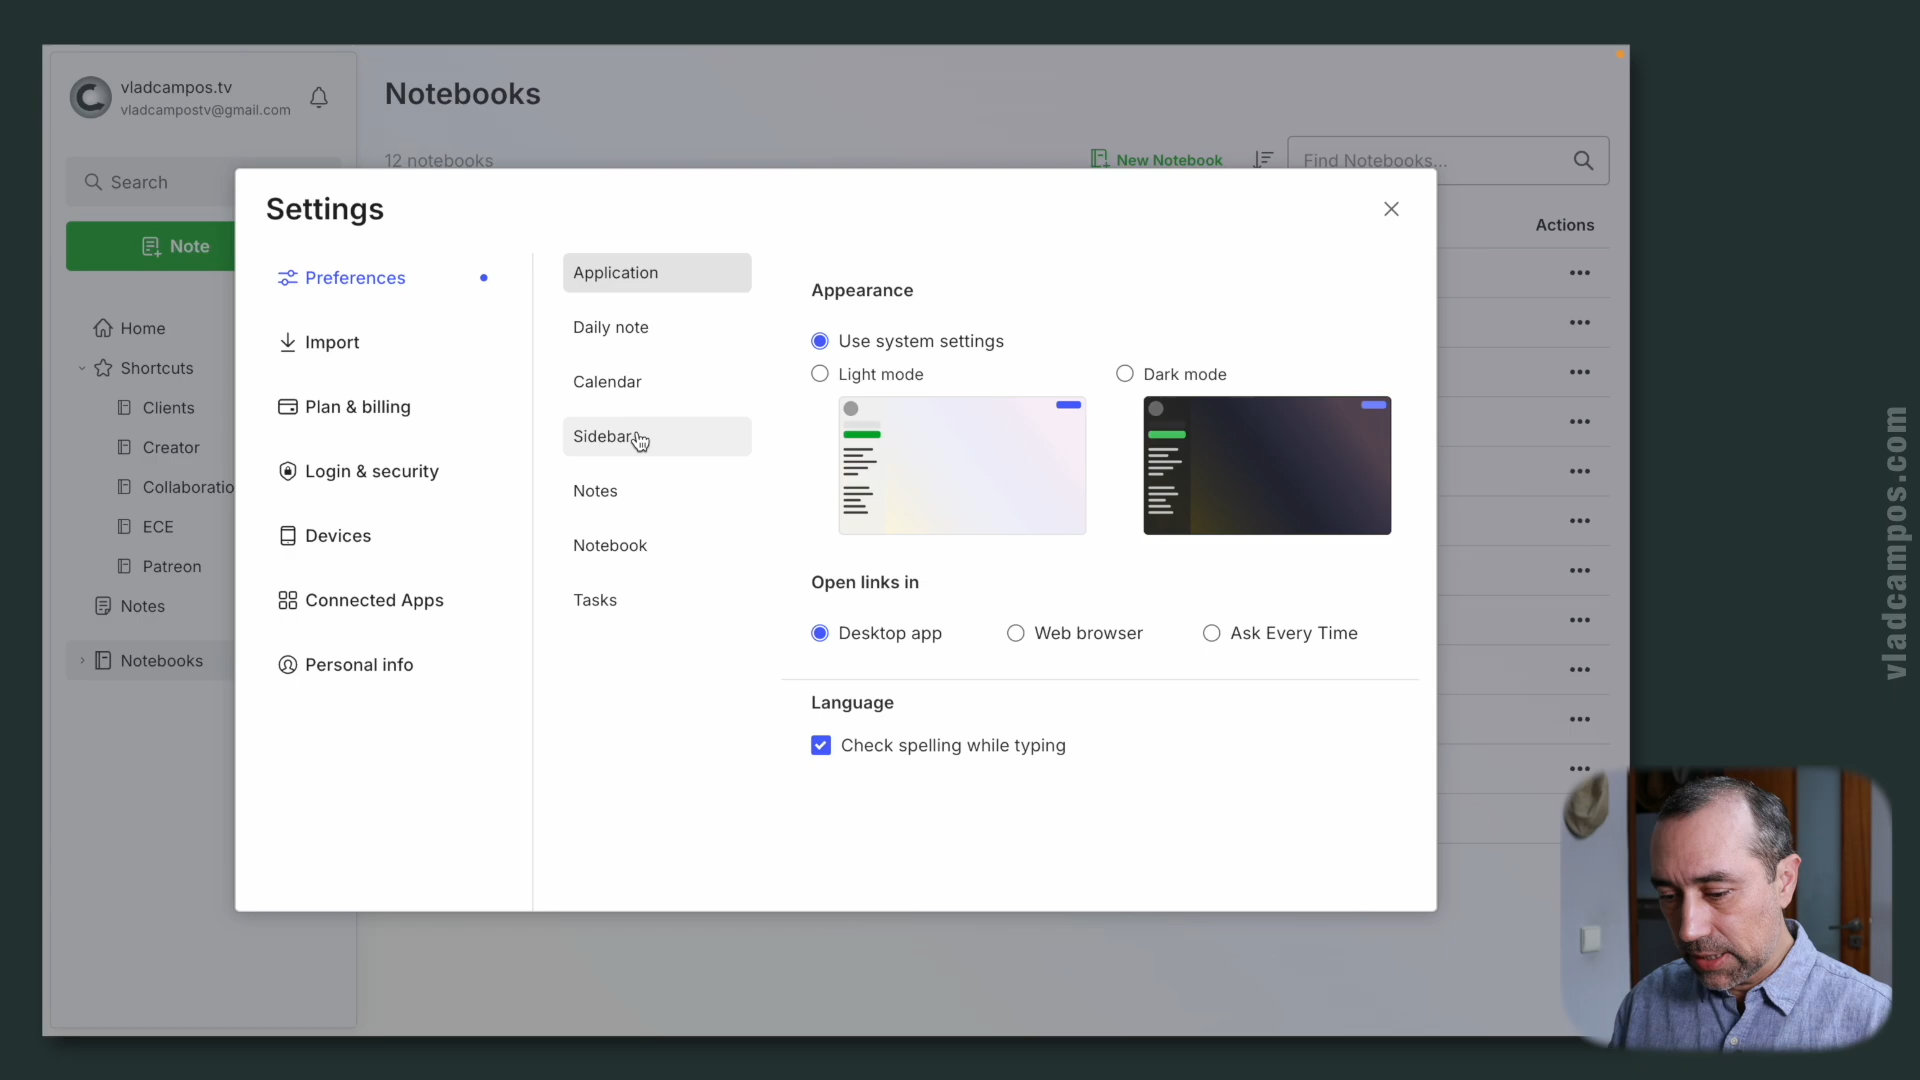 vladcampos.tv
vladcampostv@gmail.com
Search
Note
Home
Shortcuts
Clients
Creator
Collaboratio
ECE
Patreon
Notes
Notebooks
Notebooks
12 notebooks
New Notebook
Find Notebooks...
Actions
Settings
Preferences
Import
Plan & billing
Login & security
Devices
Connected Apps
Personal info
Application
Daily note
Calendar
Sidebar
Notes
Notebook
Tasks
Appearance
Use system settings
Light mode
Dark mode
Open links in
Desktop app
Web browser
Ask Every Time
Language
Check spelling while typing
vladcampos.com